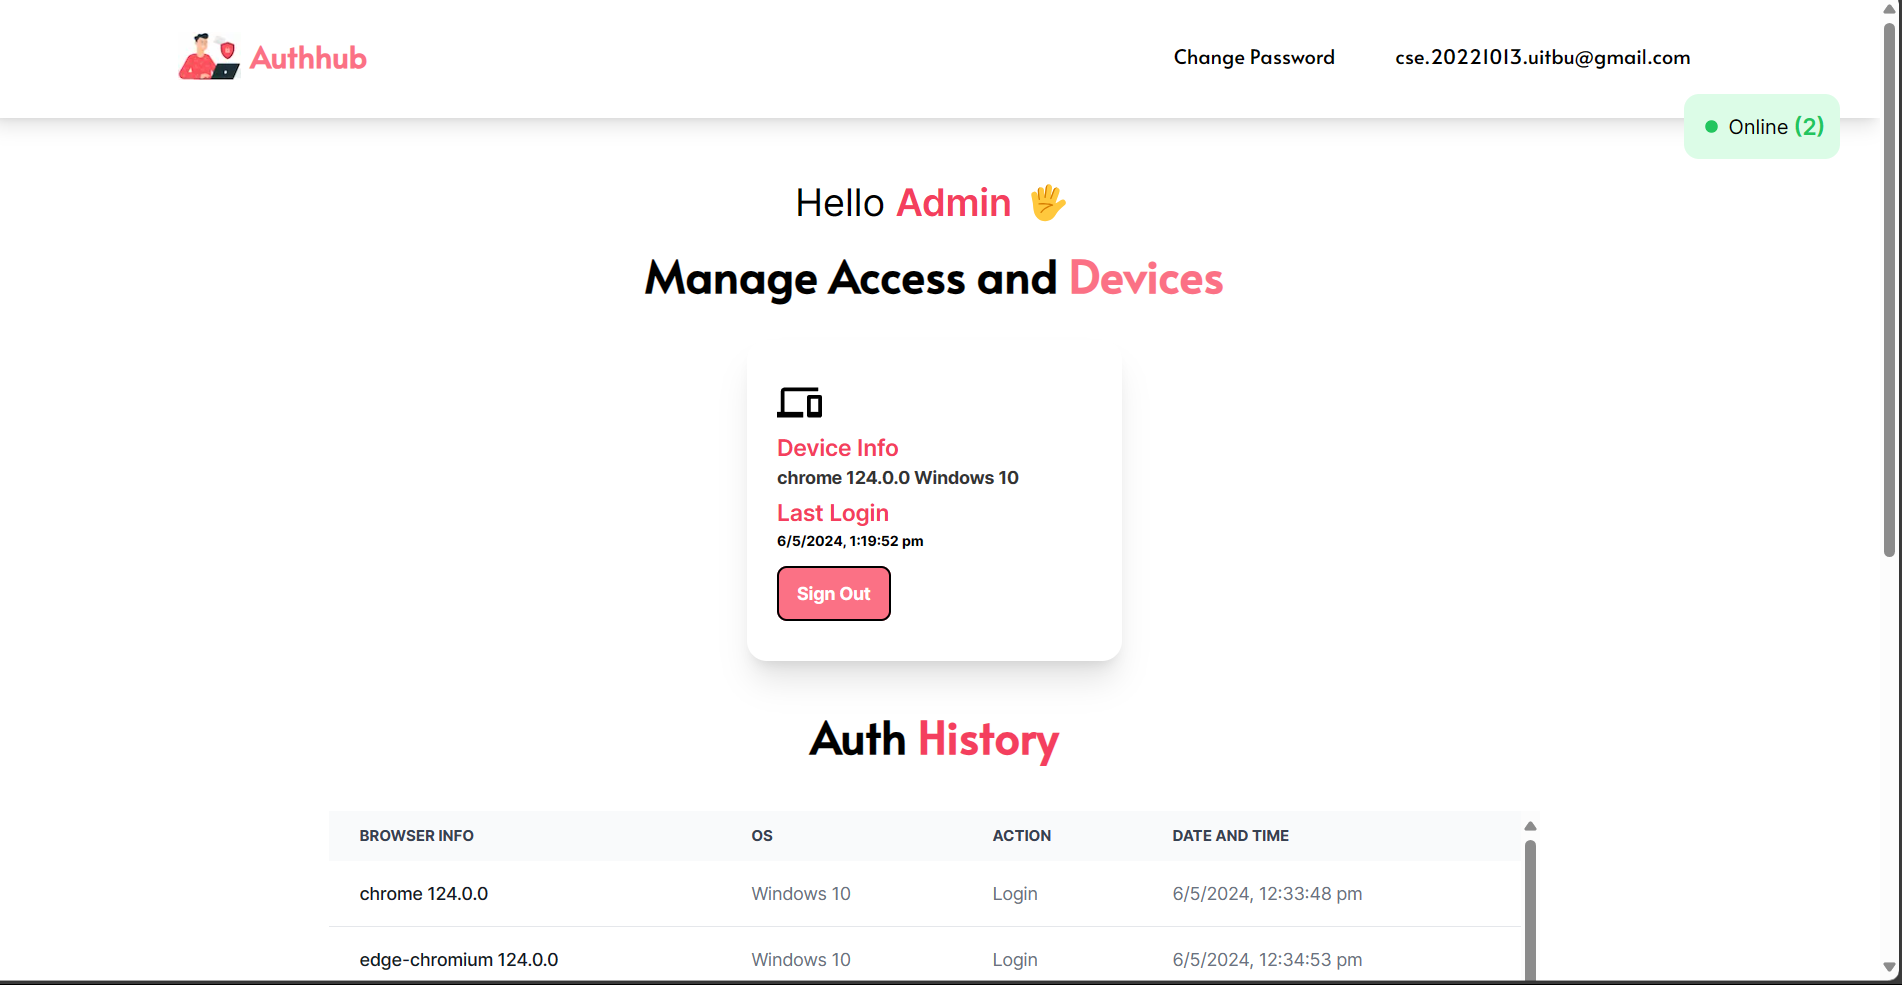 Authhub
Change Password
cse.20221013.uitbu@gmail.com
Online (2)
Hello Admin 🖐
Manage Access and Devices
Device Info
chrome 124.0.0 Windows 10
Last Login
6/5/2024, 1:19:52 pm
Sign Out
Auth History
BROWSER INFO OS ACTION DATE AND TIME
chrome 124.0.0 Windows 10 Login 6/5/2024, 12:33:48 pm
edge-chromium 124.0.0 Windows 10 Login 6/5/2024, 12:34:53 pm